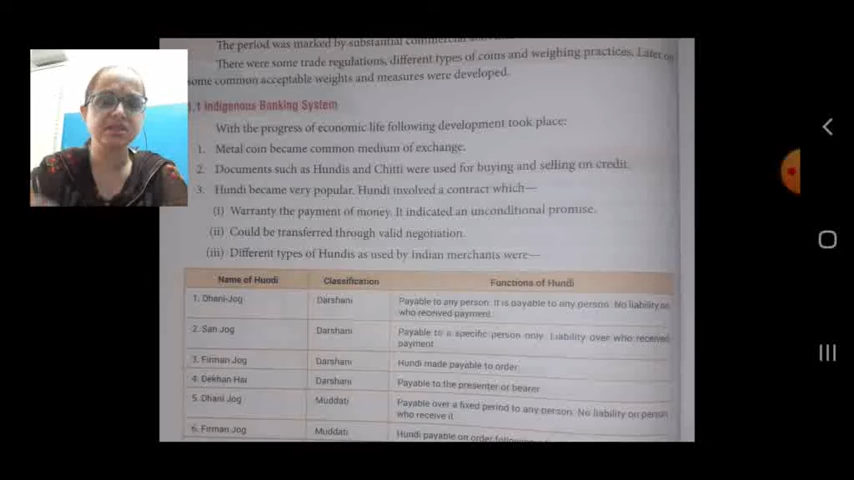 The period was marked by substantial commercial
There were some trade regulations, different types of coins and weighing practices. Later on
some common acceptable weights and measures were developed.
1.1 Indigenous Banking System
With the progress of economic life following development took place:
1. Metal coin became common medium of exchange.
2. Documents such as Hundis and Chitti were used for buying and selling on credit.
3. Hundi became very popular. Hundi involved a contract which—
(i) Warranty the payment of money. It indicated an unconditional promise.
(ii) Could be transferred through valid negotiation.
(iii) Different types of Hundis as used by Indian merchants were—
Name of Hundi Classification Functions of Hundi
1. Dhani-Jog Darshani Payable to any person. It is payable to any person. No liability
who received payment.
2. San Jog Darshani Payable to a specific person only. Liability over who received
payment
3. Firman Jog Darshani Hundi made payable to order
4. Dekhan Hai Darshani Payable to the presenter or bearer
5. Dhani Jog Muddati Payable over a fixed period to any person. No liability on person
who receive it.
6. Firman Jog Muddati Hundi payable on order following